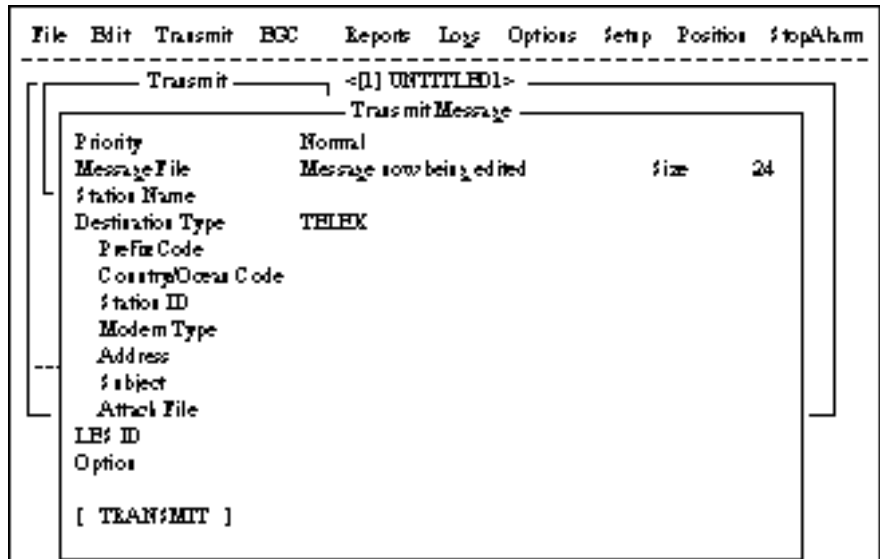 File Edit Transmit EGC Reports Logs Options Setup Position StopAlarm
Transmit <[1] UNTITLED1>
Transmit Message
Priority Normal
Message File Message now being edited Size 24
Station Name
Destination Type TELEX
Prefix Code
Country/Ocean Code
Station ID
Modem Type
Address
Subject
Attach File
LES ID
Option
[ TRANSMIT ]